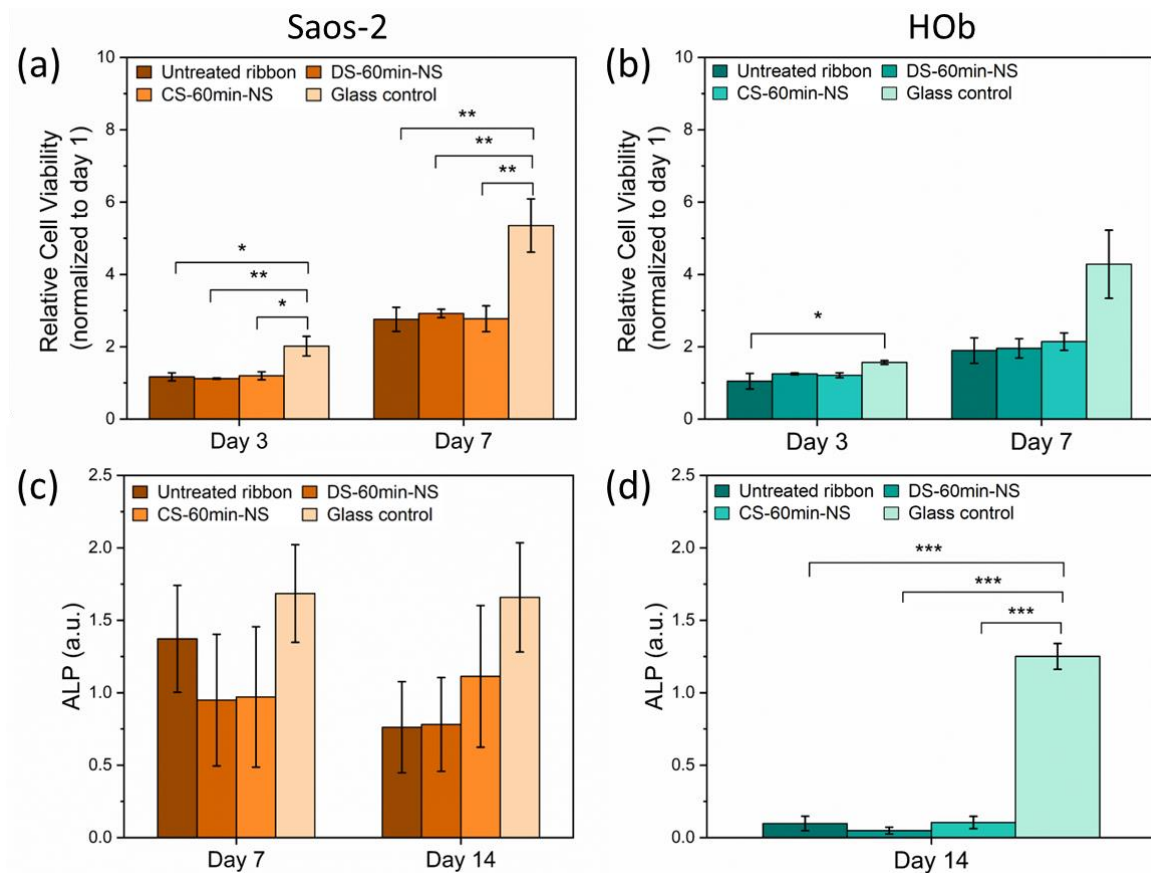 Saos-2
HOb
(a)
Untreated ribbon
DS-60min-NS
CS-60min-NS
Glass control
Relative Cell Viability
(normalized to day 1)
10
8
6
4
2
0
*
**
*
**
**
**
Day 3
Day 7
(b)
Untreated ribbon
DS-60min-NS
CS-60min-NS
Glass control
Relative Cell Viability
(normalized to day 1)
10
8
6
4
2
0
*
Day 3
Day 7
(c)
Untreated ribbon
DS-60min-NS
CS-60min-NS
Glass control
ALP (a.u.)
2.5
2.0
1.5
1.0
0.5
0.0
Day 7
Day 14
(d)
Untreated ribbon
DS-60min-NS
CS-60min-NS
Glass control
ALP (a.u.)
2.5
2.0
1.5
1.0
0.5
0.0
***
***
***
Day 14